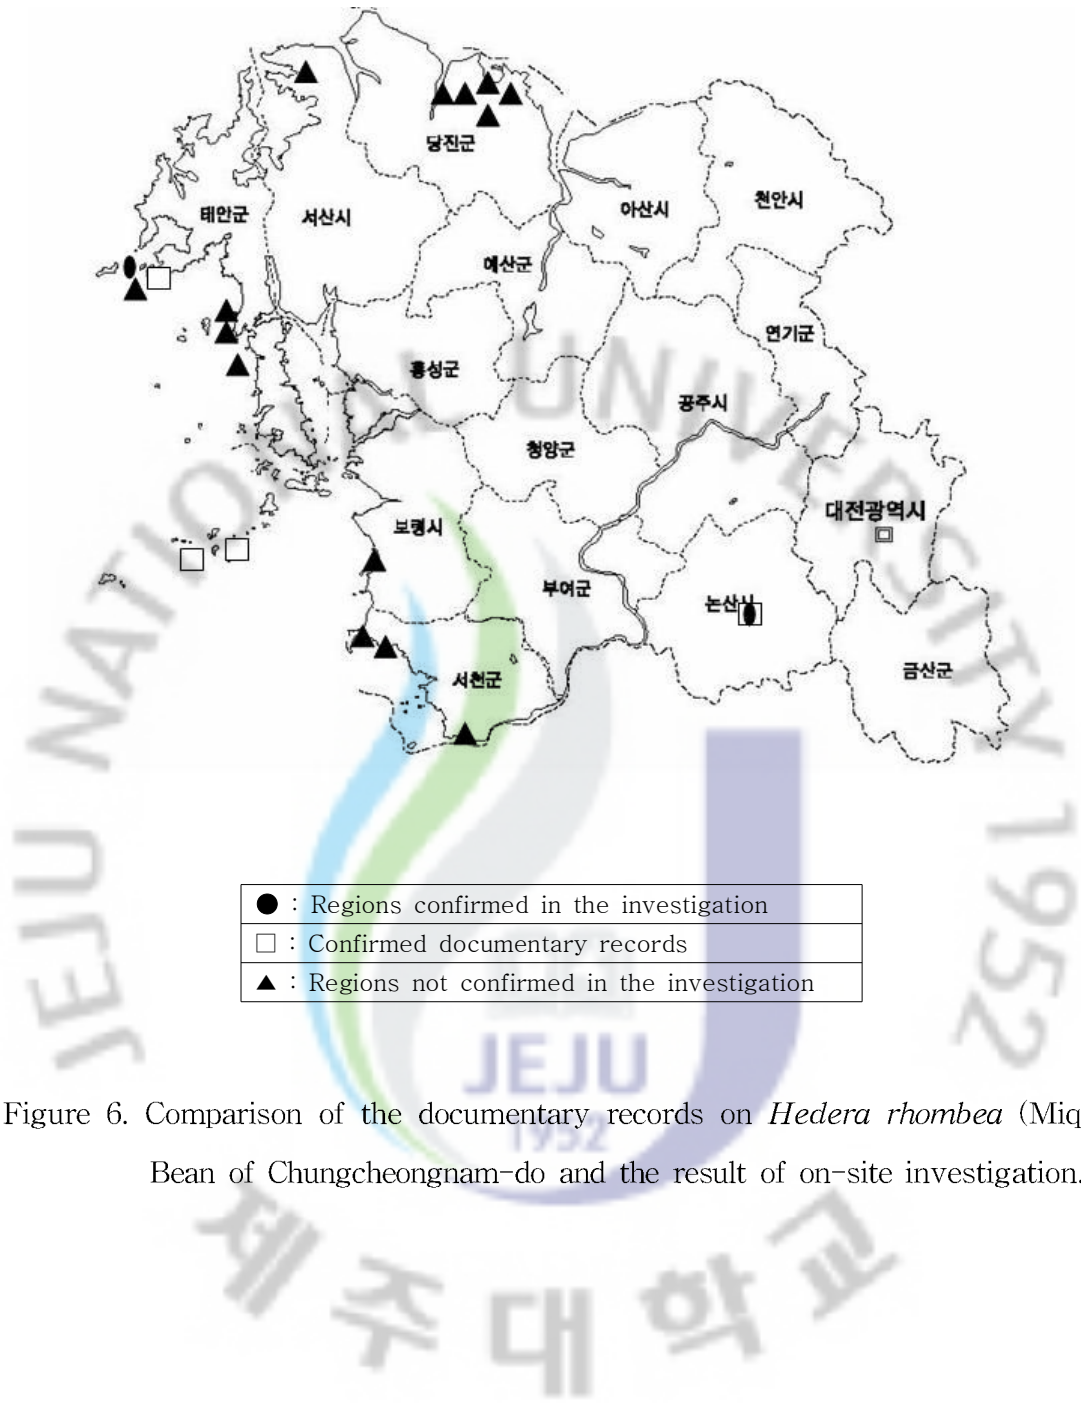 당진군
태안군
서산시
아산시
천안시
예산군
연기군
홍성군
공주시
청양군
대전광역시
보령시
부여군
논산시
서천군
금산군
● : Regions confirmed in the investigation
□ : Confirmed documentary records
▲ : Regions not confirmed in the investigation
Figure 6. Comparison of the documentary records on Hedera rhombea (Miq
Bean of Chungcheongnam-do and the result of on-site investigation.
JEJU NATIONAL UNIVERSITY 1952
JEJU
1952
제주대학교